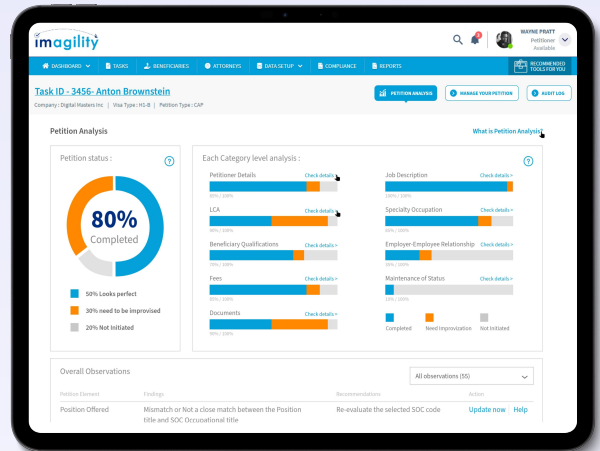 imagility
3
WAYNE PRATT
Petitioner
Available
DASHBOARD TASKS BENEFICIARIES ATTORNEYS DATA SETUP COMPLIANCE REPORTS
RECOMMENDED
TOOLS FOR YOU
Task ID - 3456- Anton Brownstein
Company : Digital Masters Inc | Visa Type : H1-B | Petition Type : CAP
PETITION ANALYSIS MANAGE YOUR PETITION AUDIT LOG
Petition Analysis
What is Petition Analysis?
Petition status :
?
80%
Completed
50% Looks perfect
30% need to be improvised
20% Not Initiated
Each Category level analysis :
?
Petitioner Details Check details >
Job Description Check details >
100% / 100%
LCA Check details >
Specialty Occupation Check details >
Beneficiary Qualifications Check details >
Employer-Employee Relationship Check details >
Fees Check details >
Maintenance of Status Check details >
Documents Check details >
Completed Need Improvization Not Initiated
Overall Observations
All observations (55)
Petition Element Findings Recommendations Action
Position Offered Mismatch or Not a close match between the Position Re-evaluate the selected SOC code Update now Help
title and SOC Occupational title